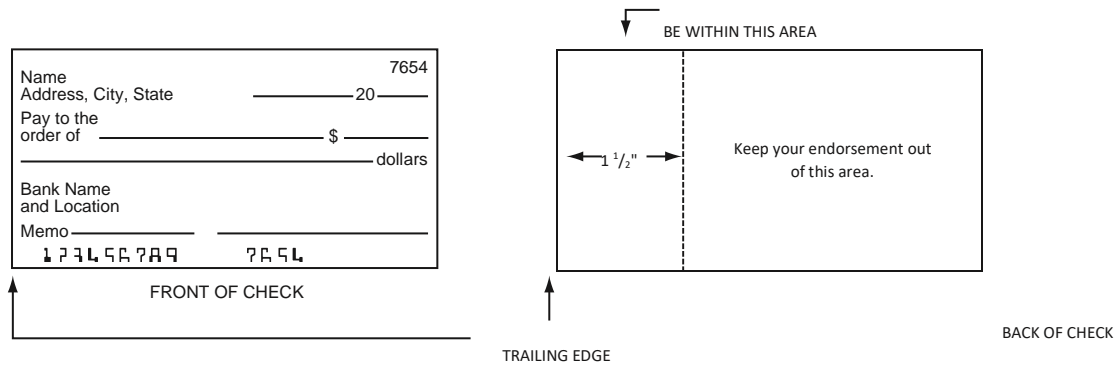 BE WITHIN THIS AREA
7654
Name
Address, City, State 20
Pay to the
order of $
dollars
Bank Name
and Location
Memo
123456789 7654
FRONT OF CHECK
1 1/2"
Keep your endorsement out
of this area.
TRAILING EDGE
BACK OF CHECK